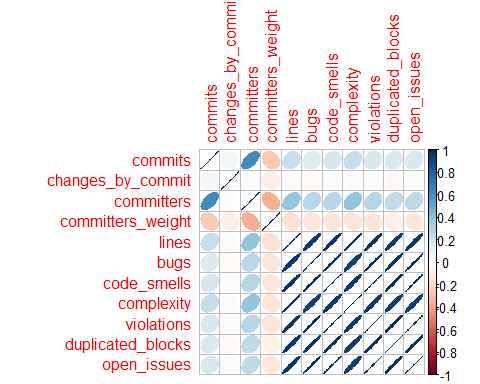 commits
changes_by_commi
committers
committers_weight
lines
bugs
code_smells
complexity
violations
duplicated_blocks
open_issues
commits
changes_by_commit
committers
committers_weight
lines
bugs
code_smells
complexity
violations
duplicated_blocks
open_issues
1
0.8
0.6
0.4
0.2
0
-0.2
-0.4
-0.6
-0.8
-1